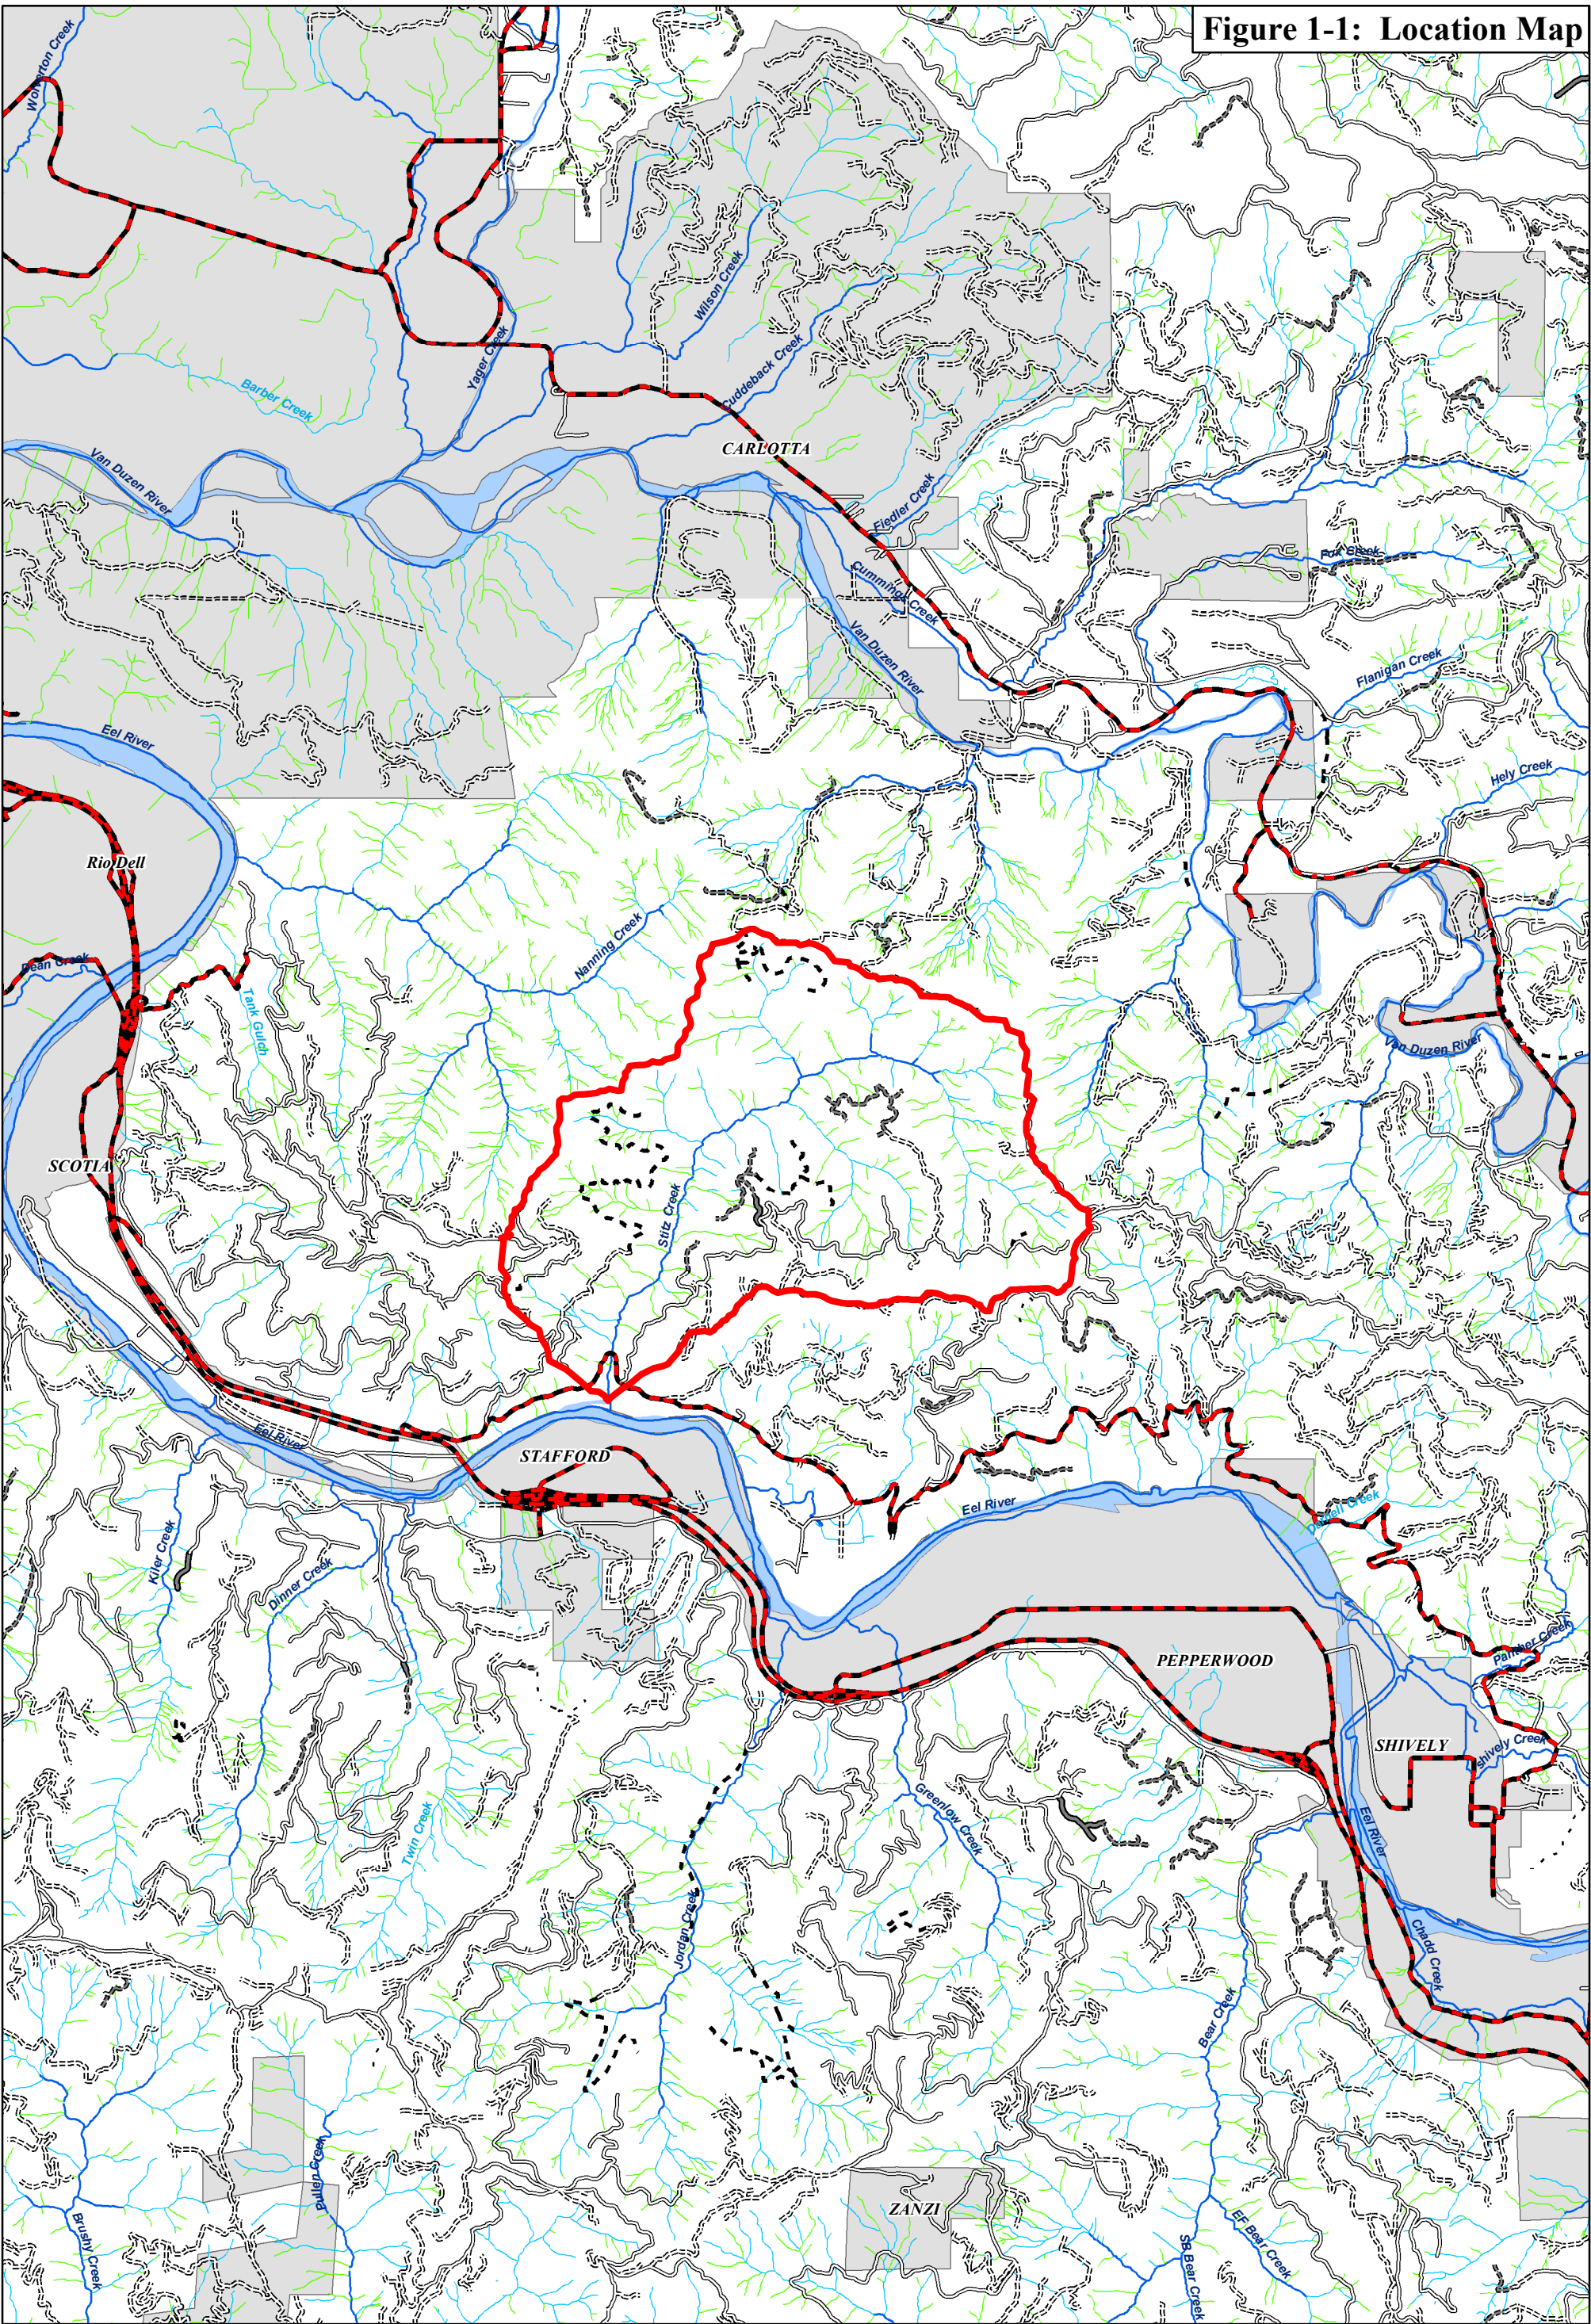 Figure 1-1: Location Map
Wolverton Creek
Wilson Creek
Yager Creek
Cuddeback Creek
Barber Creek
CARLOTTA
Van Duzen River
Fiedler Creek
Fox Creek
Cummings Creek
Van Duzen River
Flanigan Creek
Eel River
Hely Creek
Rio Dell
Nanning Creek
Dean Creek
Tank Gulch
Van Duzen River
SCOTIA
Stitz Creek
Eel River
STAFFORD
Eel River
Darnell Creek
Kiler Creek
Dinner Creek
Panther Creek
PEPPERWOOD
SHIVELY
shively Creek
Greenlow Creek
Twin Creek
Eel River
Jordan Creek
Chadd Creek
Bear Creek
Pullen Creek
ZANZI
Brushy Creek
EF Bear Creek
SB Bear Creek